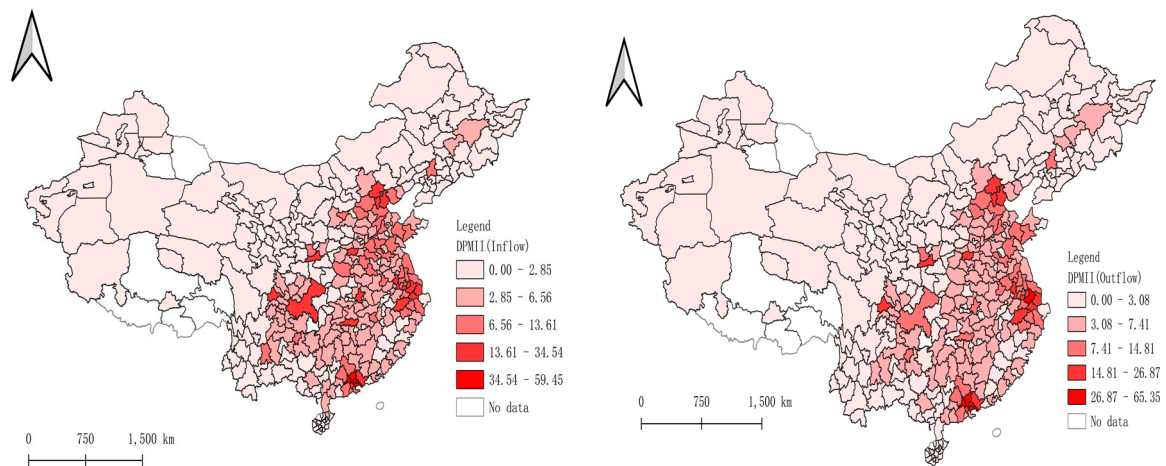 Legend
DPMII(Inflow)
0.00 - 2.85
2.85 - 6.56
6.56 - 13.61
13.61 - 34.54
34.54 - 59.45
No data
0 750 1,500 km
Legend
DPMII(Outflow)
0.00 - 3.08
3.08 - 7.41
7.41 - 14.81
14.81 - 26.87
26.87 - 65.35
No data
0 750 1,500 km